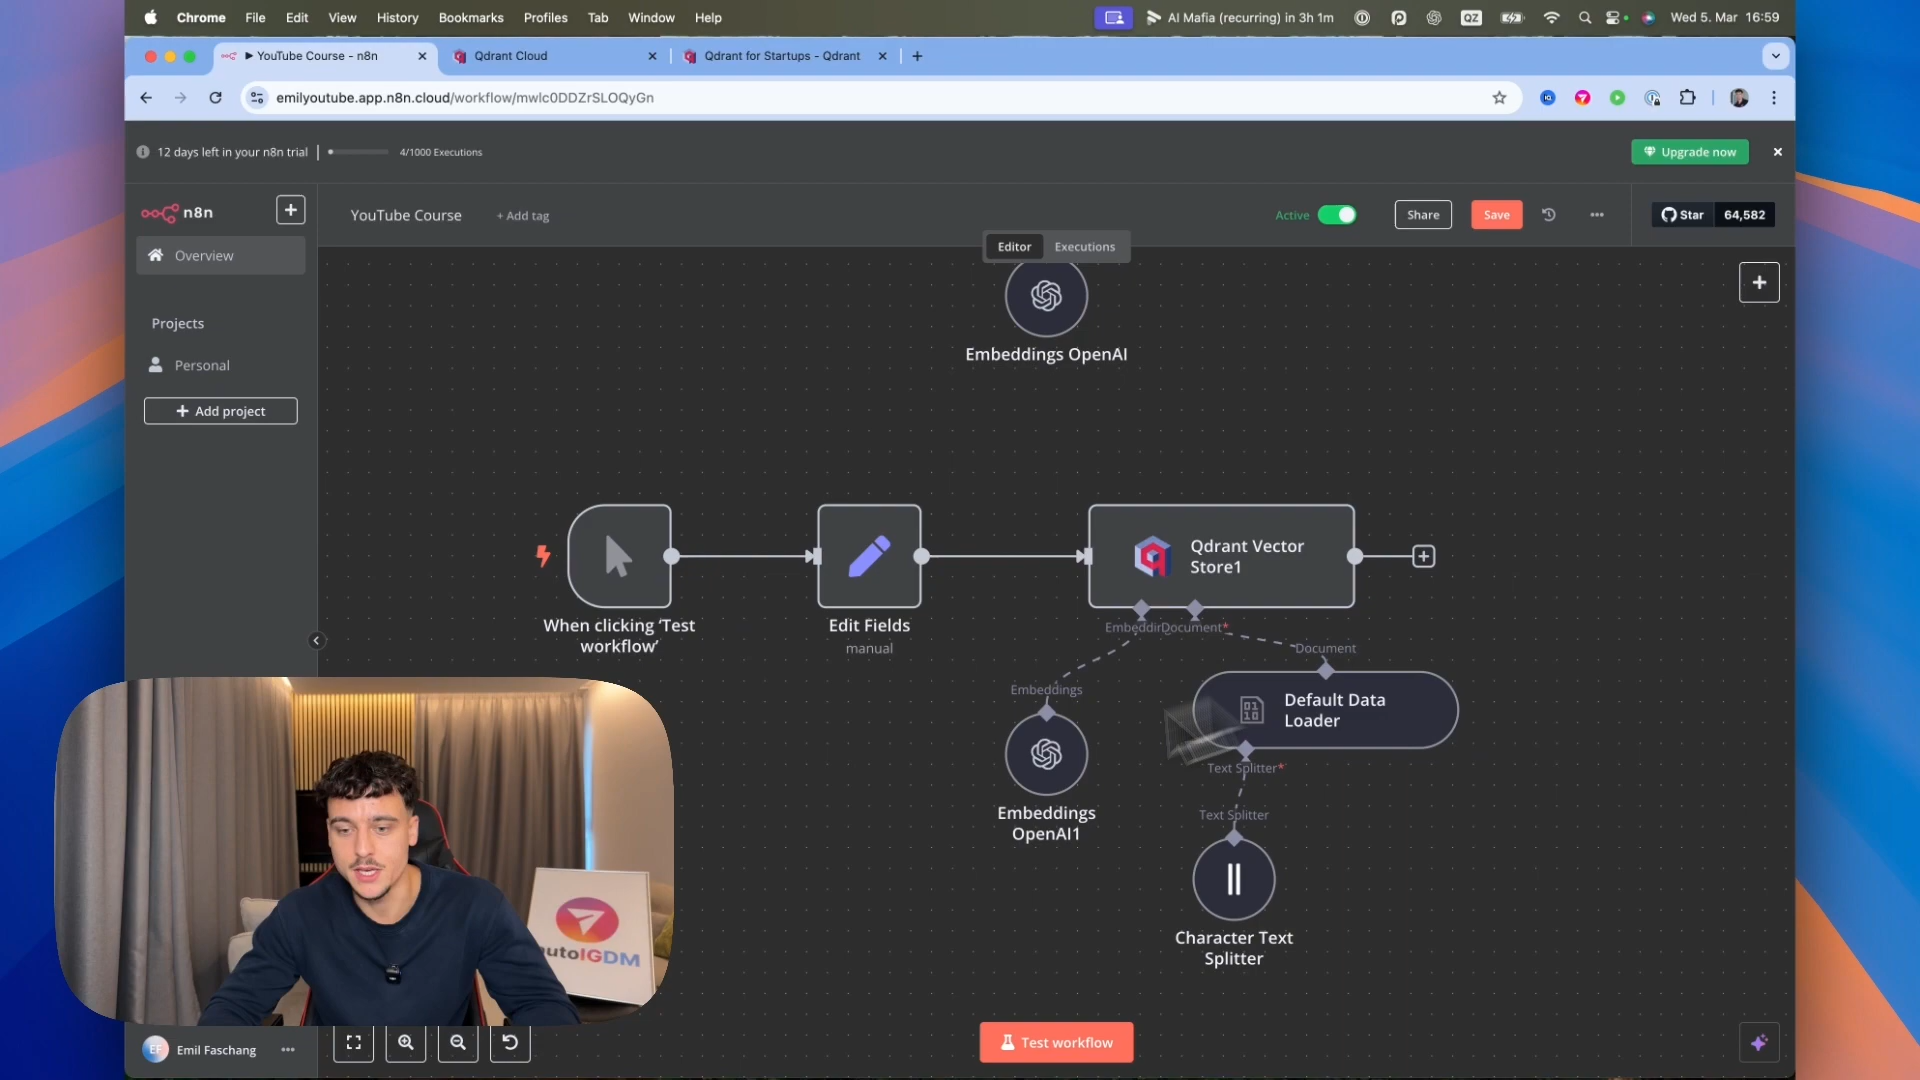 Chrome File Edit View History Bookmarks Profiles Tab Window Help
AI Mafia (recurring) in 3h 1m
QZ
Wed 5. Mar 16:59
YouTube Course - n8n
Qdrant Cloud
Qdrant for Startups - Qdrant
emilyoutube.app.n8n.cloud/workflow/mwlc0DDZrSLOQyGn
12 days left in your n8n trial
4/1000 Executions
Upgrade now
n8n
YouTube Course
+ Add tag
Active
Share
Save
Star
64,582
Editor
Executions
Overview
Projects
Personal
Add project
Embeddings OpenAI
Qdrant Vector
Store1
When clicking ‘Test
workflow’
Edit Fields
manual
EmbeddirDocument*
Document
Embeddings
Default Data
Loader
Text Splitter*
Embeddings
OpenAI1
Text Splitter
Character Text
Splitter
autoIGDM
EF
Emil Faschang
Test workflow